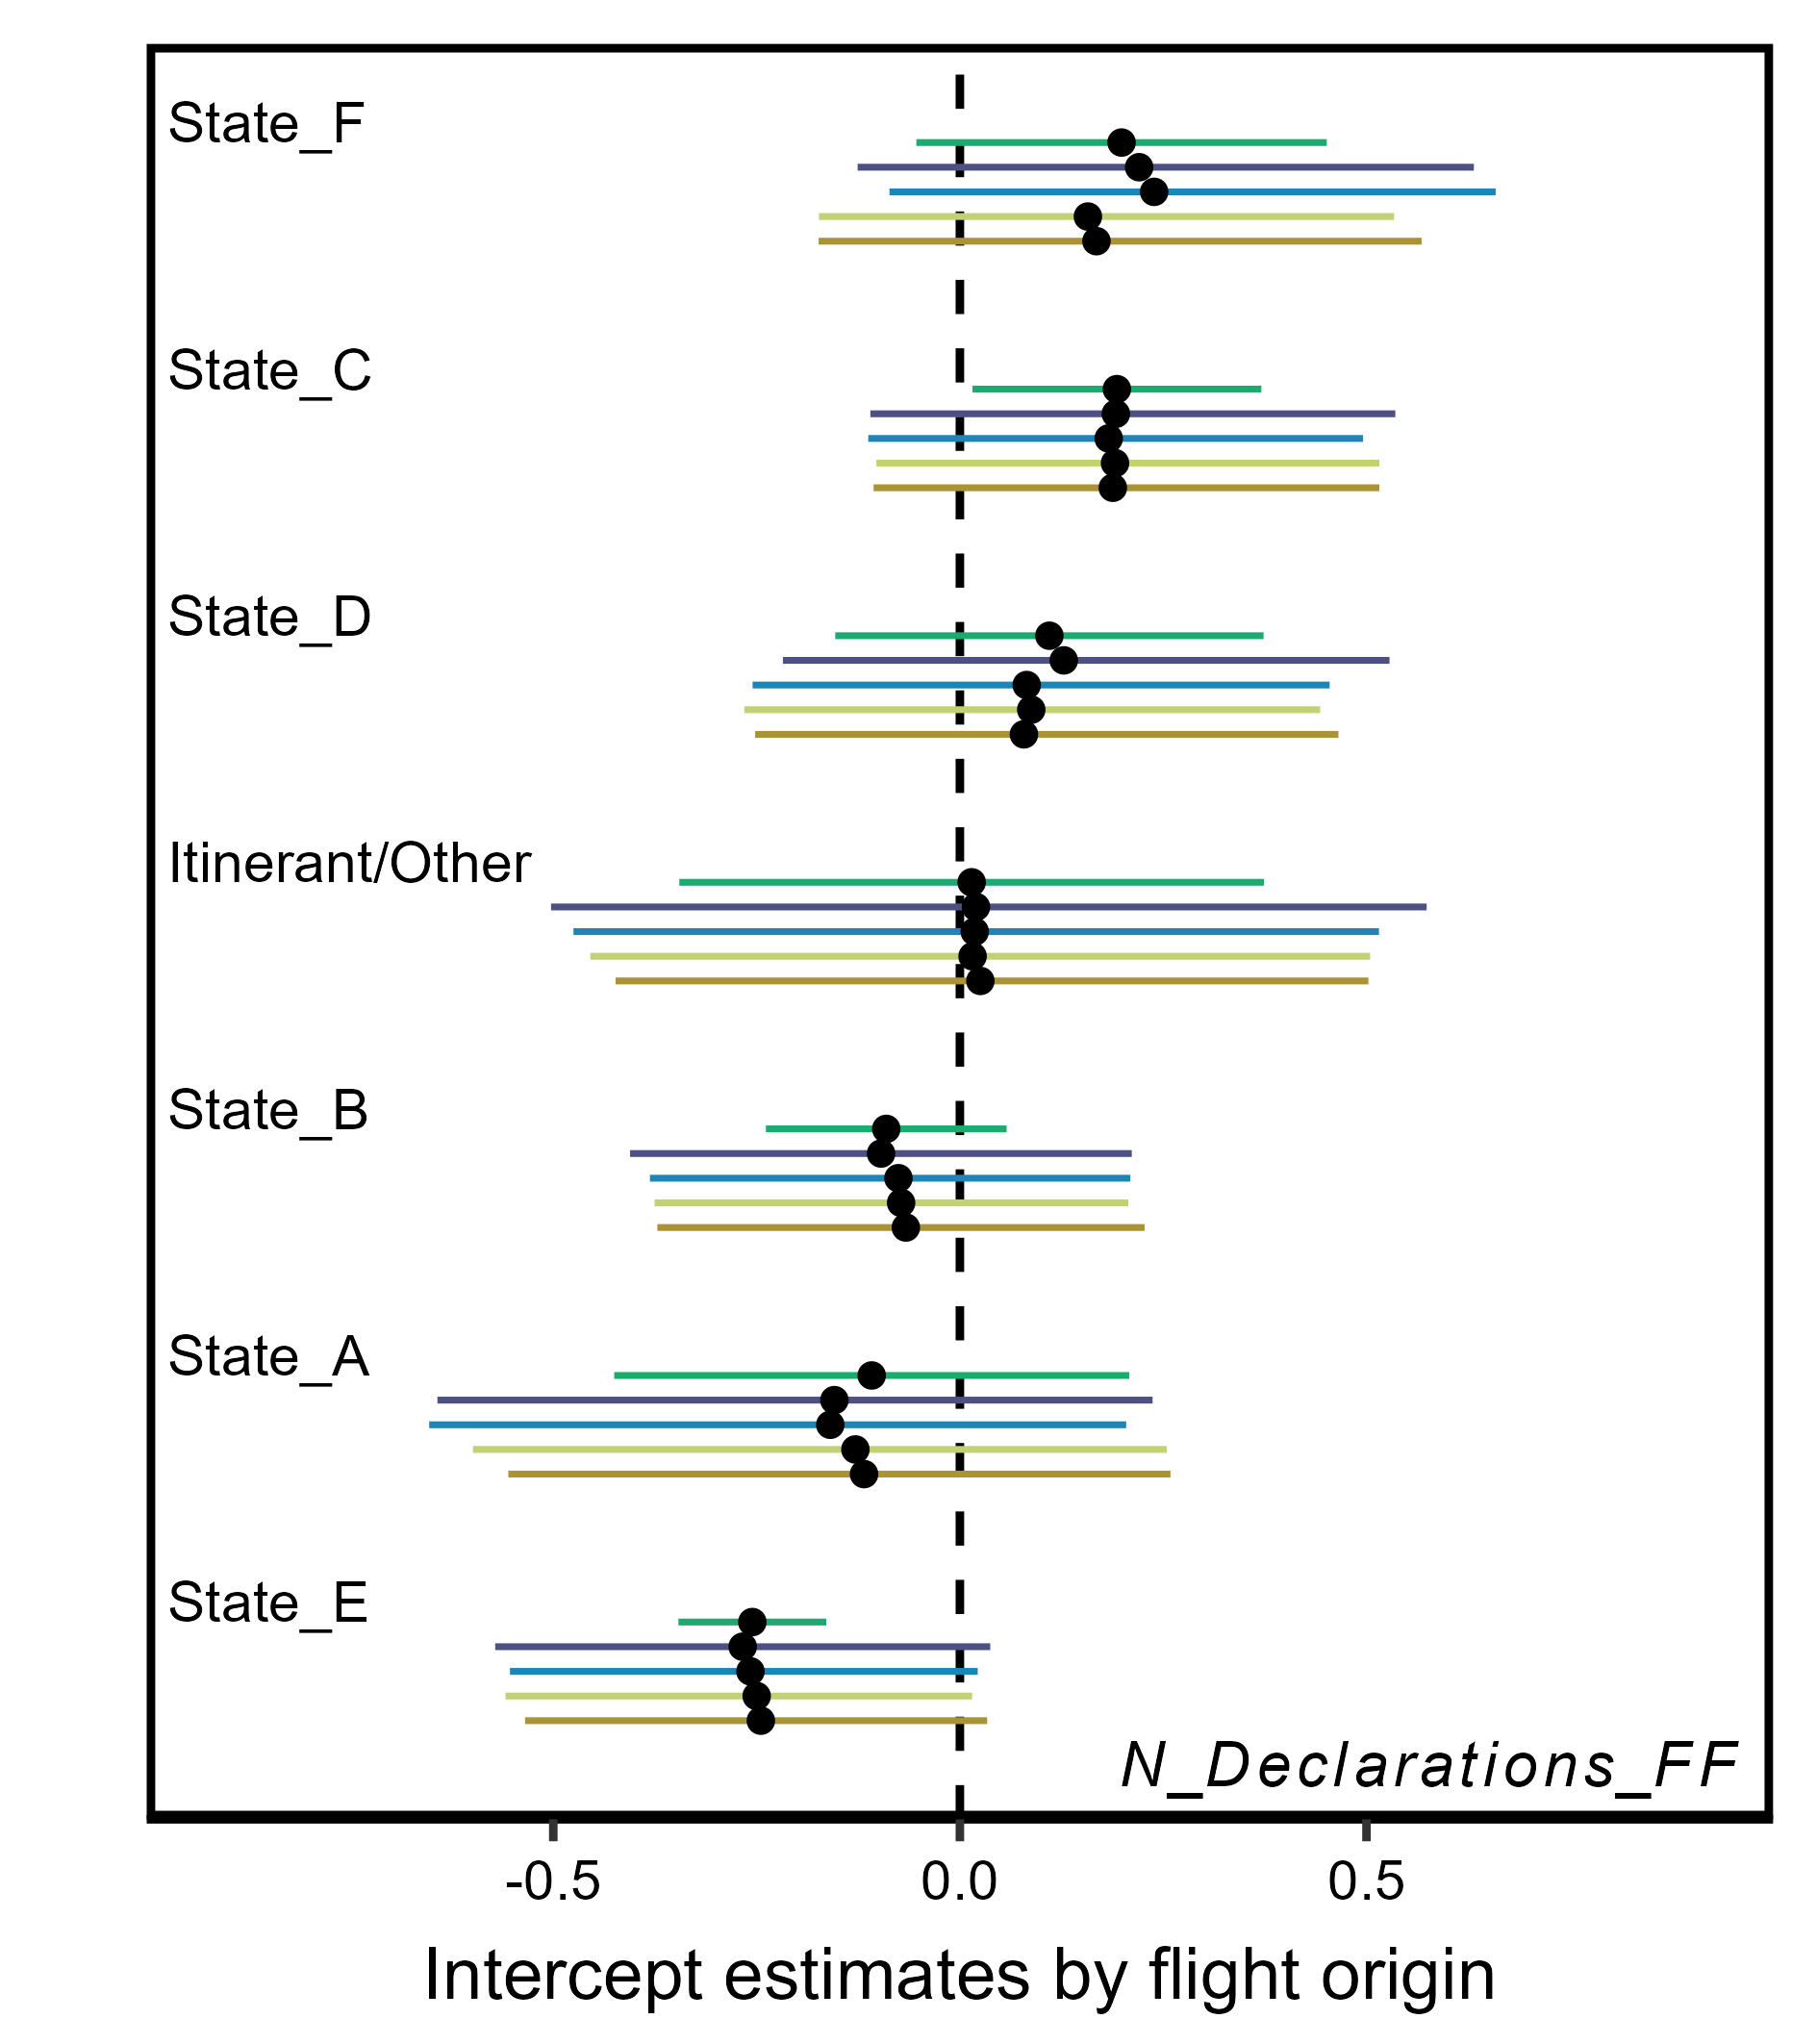 State_F
State_C
State_D
Itinerant/Other
State_B
State_A
State_E
N_Declarations_FF
-0.5 0.0 0.5
Intercept estimates by flight origin